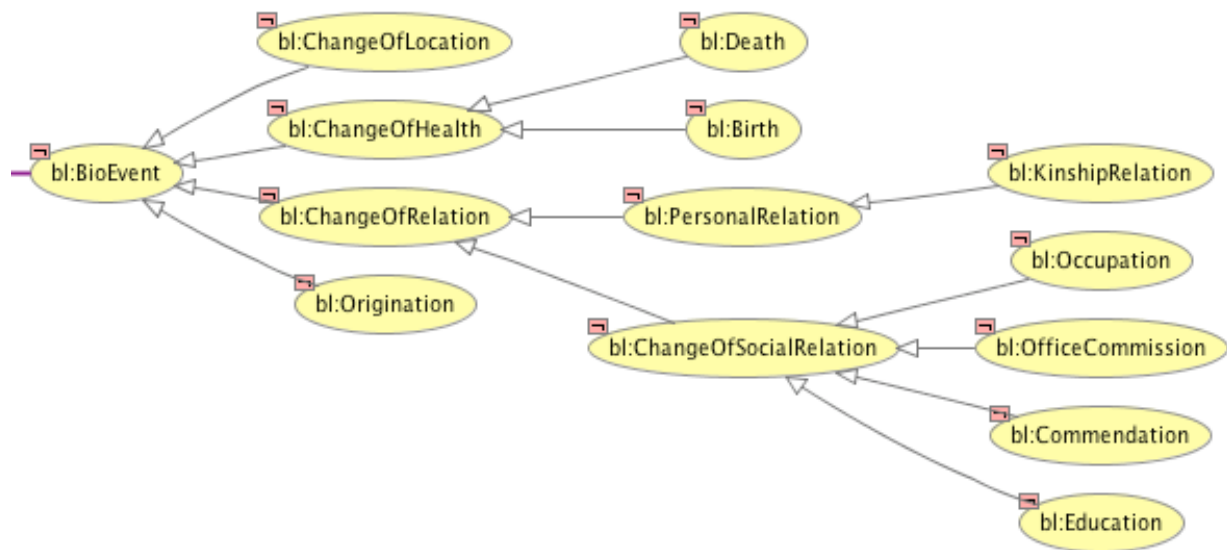 bl:ChangeOfLocation
bl:Death
bl:ChangeOfHealth
bl:Birth
bl:BioEvent
bl:KinshipRelation
bl:ChangeOfRelation
bl:PersonalRelation
bl:Occupation
bl:Origination
bl:ChangeOfSocialRelation
bl:OfficeCommission
bl:Commendation
bl:Education